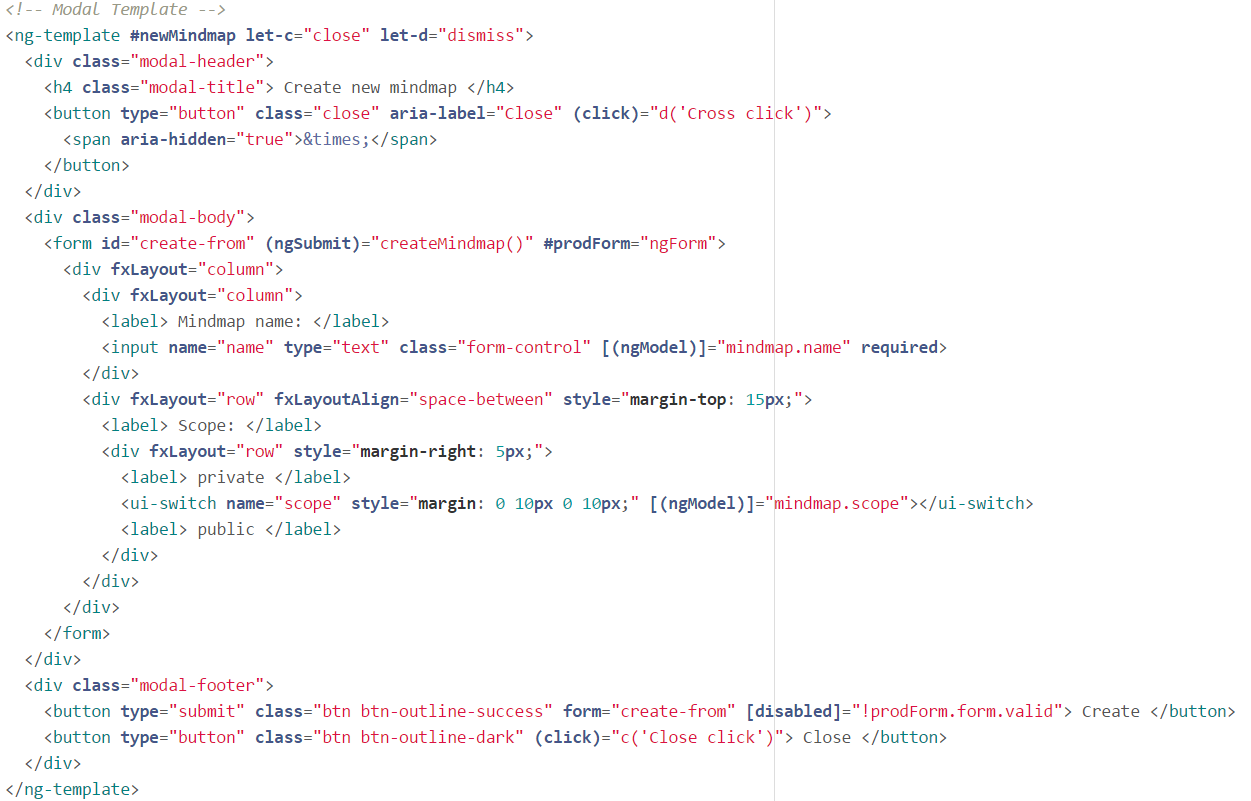 <!-- Modal Template -->
<ng-template #newMindmap let-c="close" let-d="dismiss">
  <div class="modal-header">
    <h4 class="modal-title"> Create new mindmap </h4>
    <button type="button" class="close" aria-label="Close" (click)="d('Cross click')">
      <span aria-hidden="true">&times;</span>
    </button>
  </div>
  <div class="modal-body">
    <form id="create-from" (ngSubmit)="createMindmap()" #prodForm="ngForm">
      <div fxLayout="column">
        <div fxLayout="column">
          <label> Mindmap name: </label>
          <input name="name" type="text" class="form-control" [(ngModel)]="mindmap.name" required>
        </div>
        <div fxLayout="row" fxLayoutAlign="space-between" style="margin-top: 15px;">
          <label> Scope: </label>
          <div fxLayout="row" style="margin-right: 5px;">
            <label> private </label>
            <ui-switch name="scope" style="margin: 0 10px 0 10px;" [(ngModel)]="mindmap.scope"></ui-switch>
            <label> public </label>
          </div>
        </div>
      </div>
    </form>
  </div>
  <div class="modal-footer">
    <button type="submit" class="btn btn-outline-success" form="create-from" [disabled]="!prodForm.form.valid"> Create </button>
    <button type="button" class="btn btn-outline-dark" (click)="c('Close click')"> Close </button>
  </div>
</ng-template>